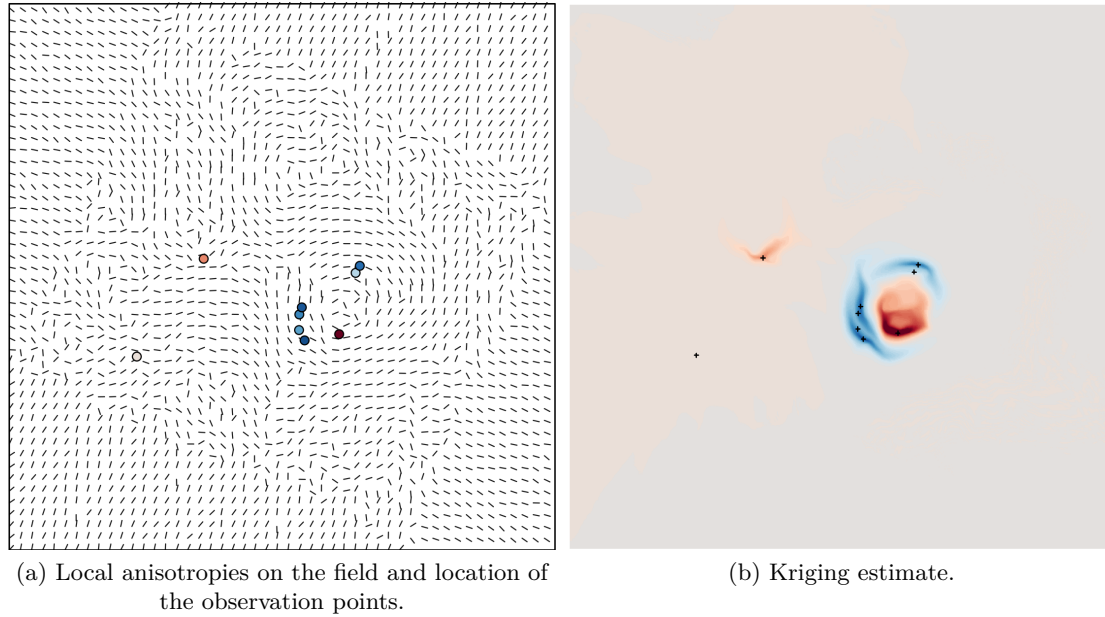 (a) Local anisotropies on the field and location of
the observation points.
(b) Kriging estimate.